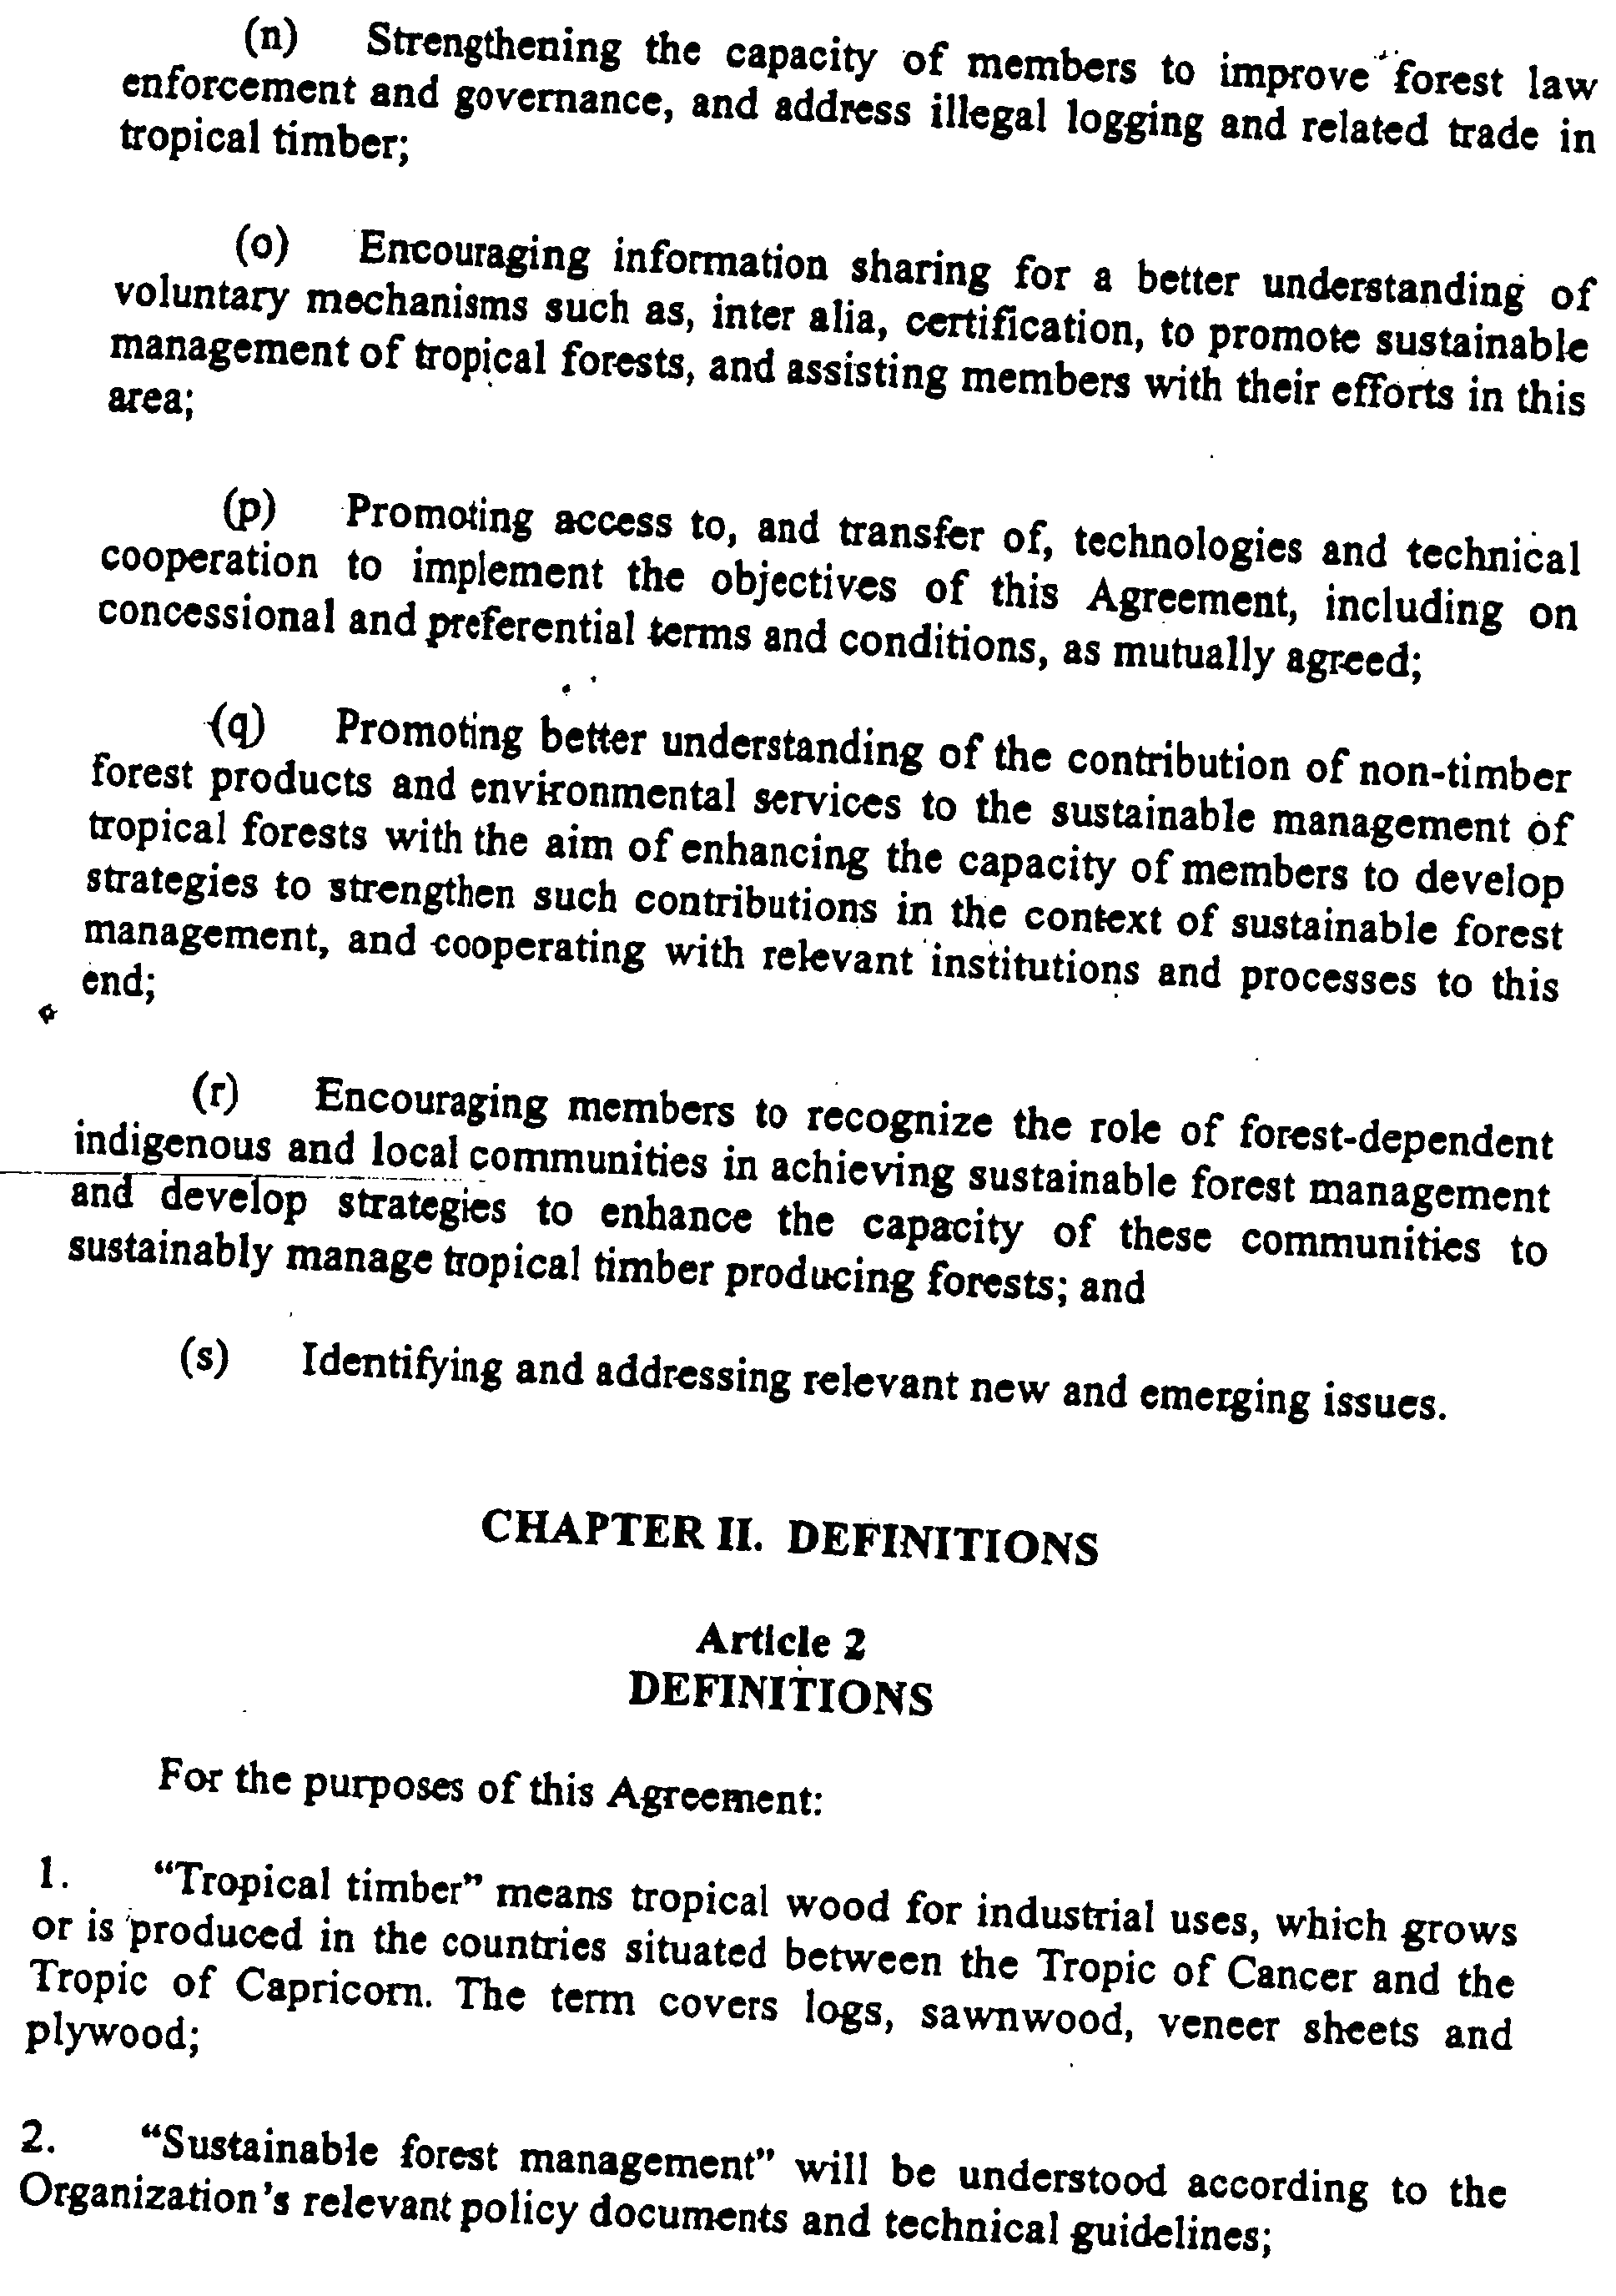 (n) Strengthening the capacity of members to improve forest law
enforcement and governance, and address illegal logging and related trade in
tropical timber;
(o) Encouraging information sharing for a better understanding of
voluntary mechanisms such as, inter alia, certification, to promote sustainable
management of tropical forests, and assisting members with their efforts in this
area;
(p) Promoting access to, and transfer of, technologies and technical
cooperation to implement the objectives of this Agreement, including on
concessional and preferential terms and conditions, as mutually agreed;
(q) Promoting better understanding of the contribution of non-timber
forest products and environmental services to the sustainable management of
tropical forests with the aim of enhancing the capacity of members to develop
strategies to strengthen such contributions in the context of sustainable forest
management, and cooperating with relevant institutions and processes to this
end;
(r) Encouraging members to recognize the role of forest-dependent
indigenous and local communities in achieving sustainable forest management
and develop strategies to enhance the capacity of these communities to
sustainably manage tropical timber producing forests; and
(s) Identifying and addressing relevant new and emerging issues.
CHAPTER II. DEFINITIONS
Article 2
DEFINITIONS
For the purposes of this Agreement:
1. “Tropical timber” means tropical wood for industrial uses, which grows
or is produced in the countries situated between the Tropic of Cancer and the
Tropic of Capricorn. The term covers logs, sawnwood, veneer sheets and
plywood;
2. “Sustainable forest management” will be understood according to the
Organization's relevant policy documents and technical guidelines;